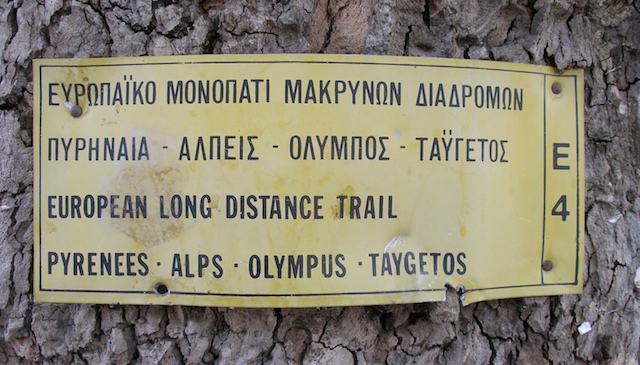 ΕΥΡΩΠΑΪΚΟ ΜΟΝΟΠΑΤΙ ΜΑΚΡΥΝΩΝ ΔΙΑΔΡΟΜΩΝ
ΠΥΡΗΝΑΙΑ - ΑΛΠΕΙΣ - ΟΛΥΜΠΟΣ - ΤΑΫΓΕΤΟΣ
EUROPEAN LONG DISTANCE TRAIL
PYRENEES · ALPS · OLYMPUS · TAYGETOS
E
4